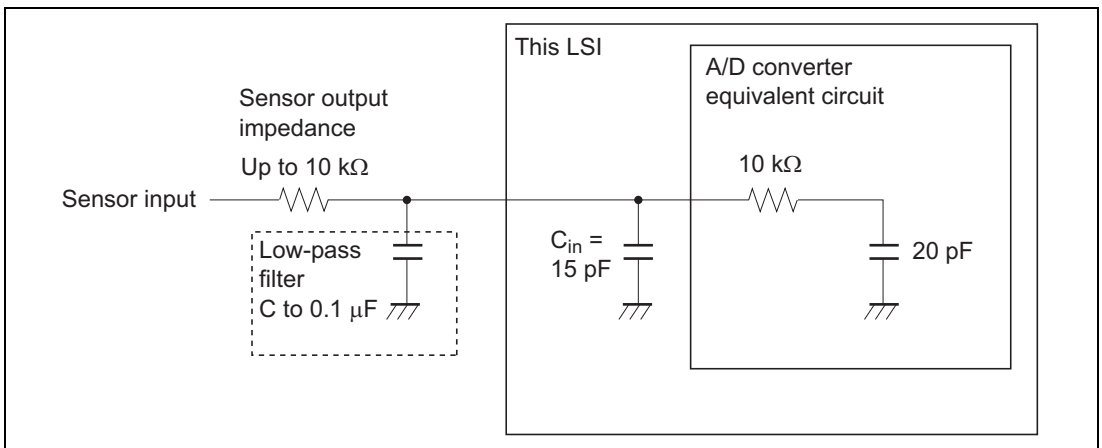 This LSI
A/D converter
equivalent circuit
Sensor output
impedance
Up to 10 kΩ
10 kΩ
Sensor input
Low-pass
filter
C to 0.1 μF
Cin =
15 pF
20 pF